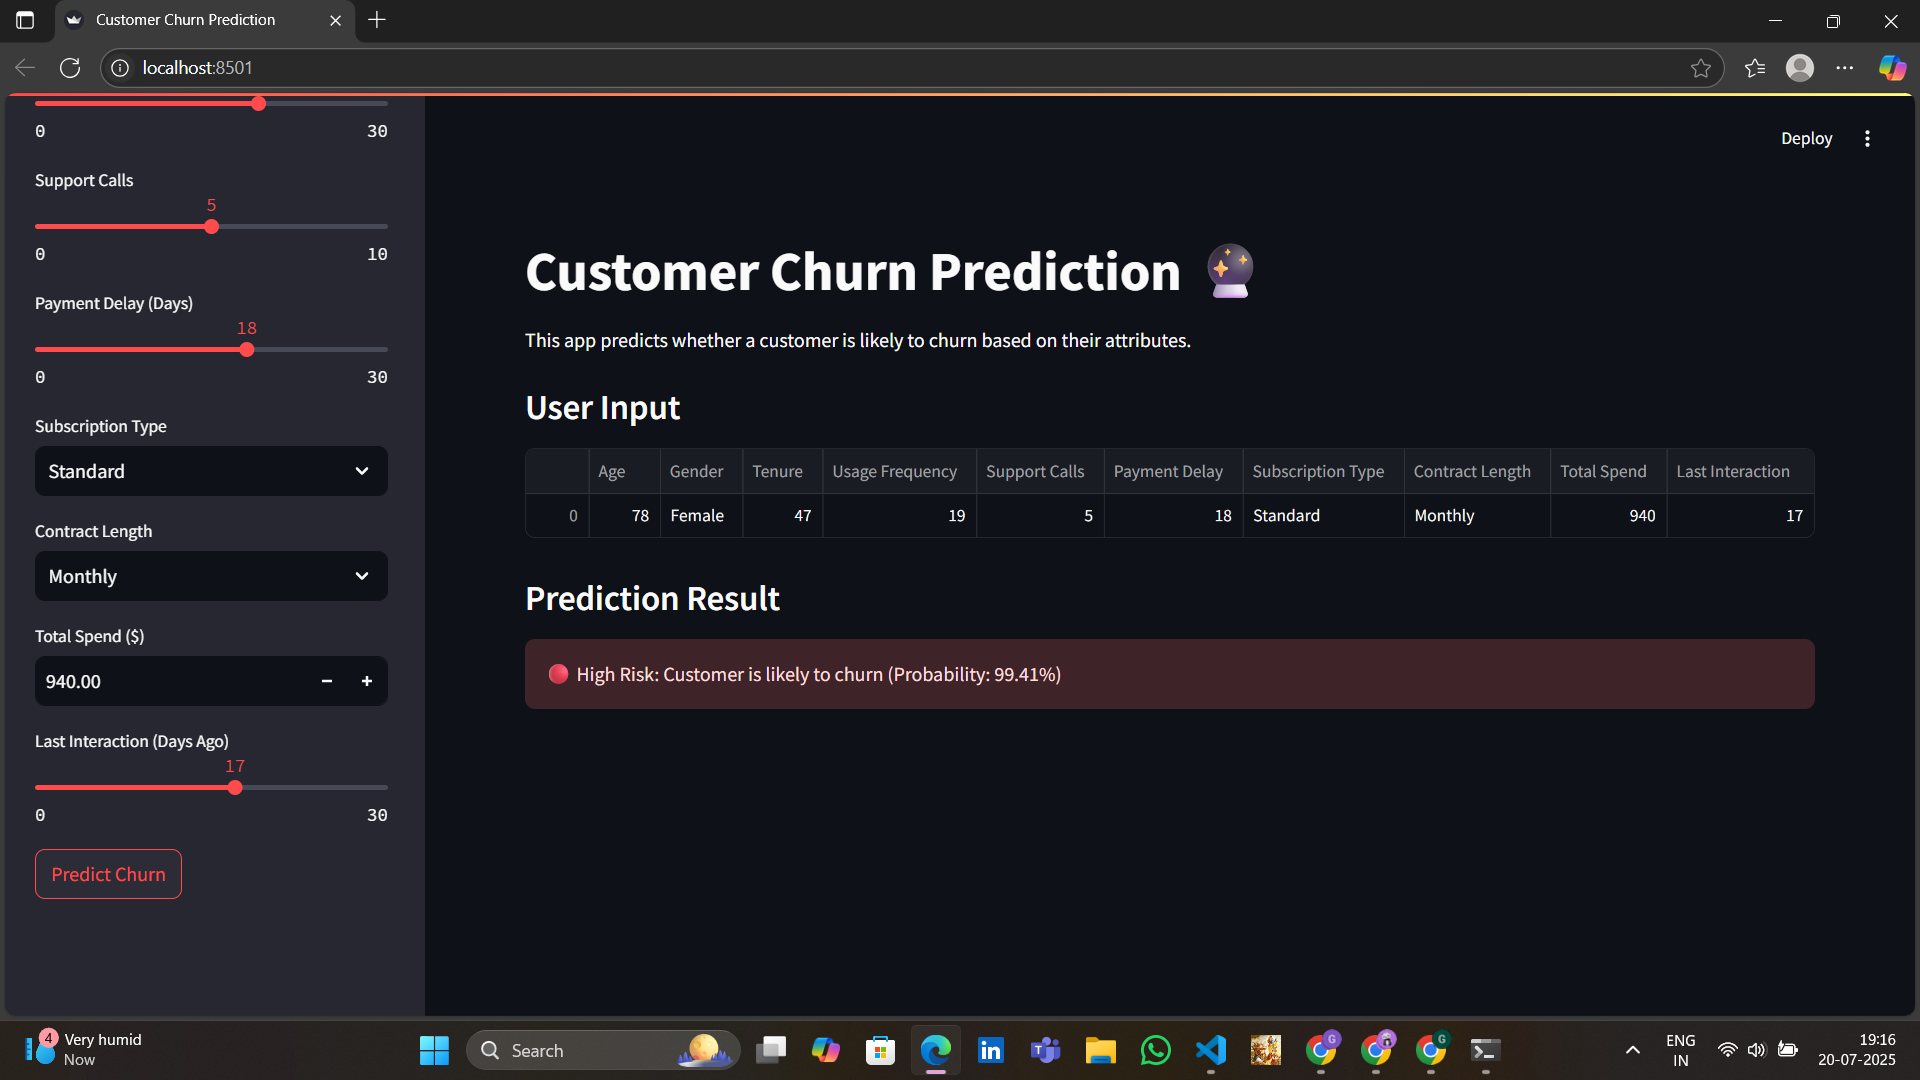 Customer Churn Prediction
localhost:8501
0 30
Support Calls
5
0 10
Payment Delay (Days)
18
0 30
Subscription Type
Standard
Contract Length
Monthly
Total Spend ($)
940.00 − +
Last Interaction (Days Ago)
17
0 30
Predict Churn
Deploy
Customer Churn Prediction
This app predicts whether a customer is likely to churn based on their attributes.
User Input
Age Gender Tenure Usage Frequency Support Calls Payment Delay Subscription Type Contract Length Total Spend Last Interaction
0 78 Female 47 19 5 18 Standard Monthly 940 17
Prediction Result
High Risk: Customer is likely to churn (Probability: 99.41%)
4 Very humid
Now
Search
ENG
IN
19:16
20-07-2025